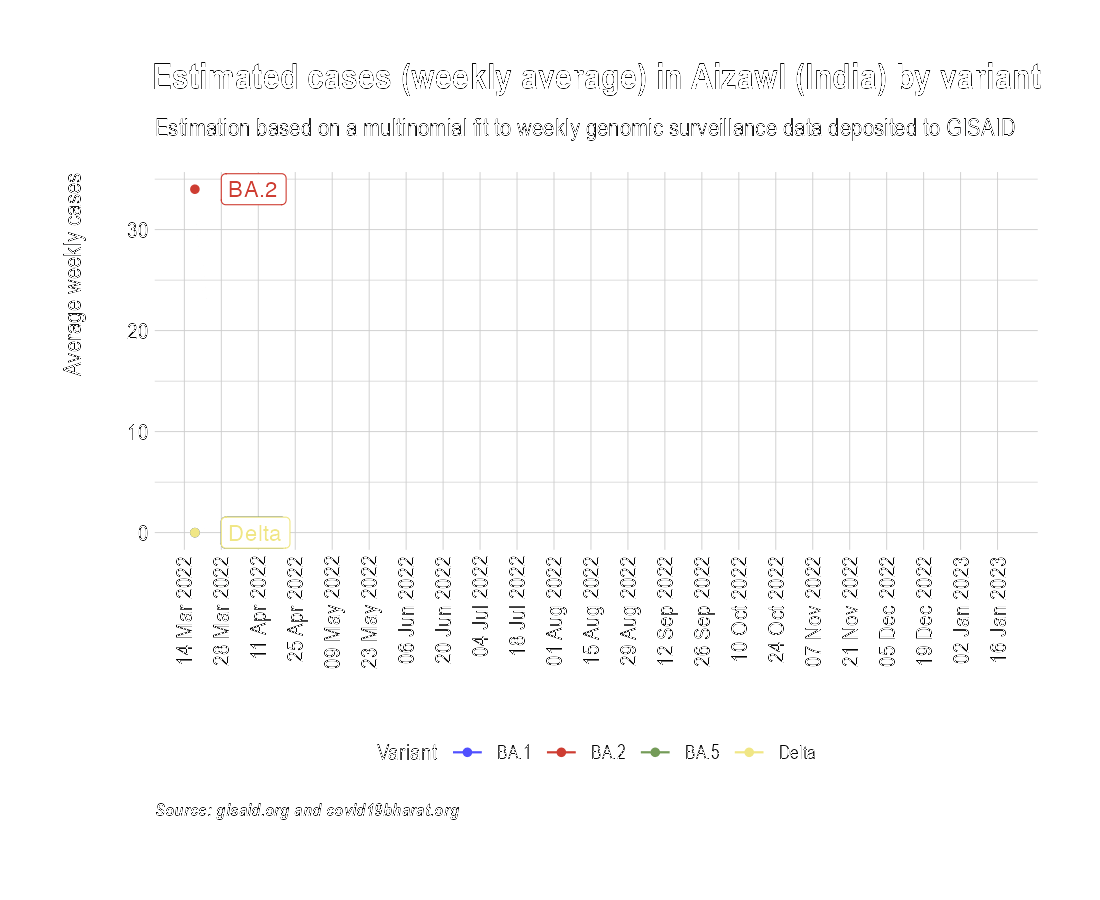 Estimated cases (weekly average) in Aizawl (India) by variant
Estimation based on a multinomial fit to weekly genomic surveillance data deposited to GISAID
Average weekly cases
30
20
10
0
BA.2
Delta
14 Mar 2022
28 Mar 2022
11 Apr 2022
25 Apr 2022
09 May 2022
23 May 2022
06 Jun 2022
20 Jun 2022
04 Jul 2022
18 Jul 2022
01 Aug 2022
15 Aug 2022
29 Aug 2022
12 Sep 2022
26 Sep 2022
10 Oct 2022
24 Oct 2022
07 Nov 2022
21 Nov 2022
05 Dec 2022
19 Dec 2022
02 Jan 2023
16 Jan 2023
Variant BA.1 BA.2 BA.5 Delta
Source: gisaid.org and covid19bharat.org